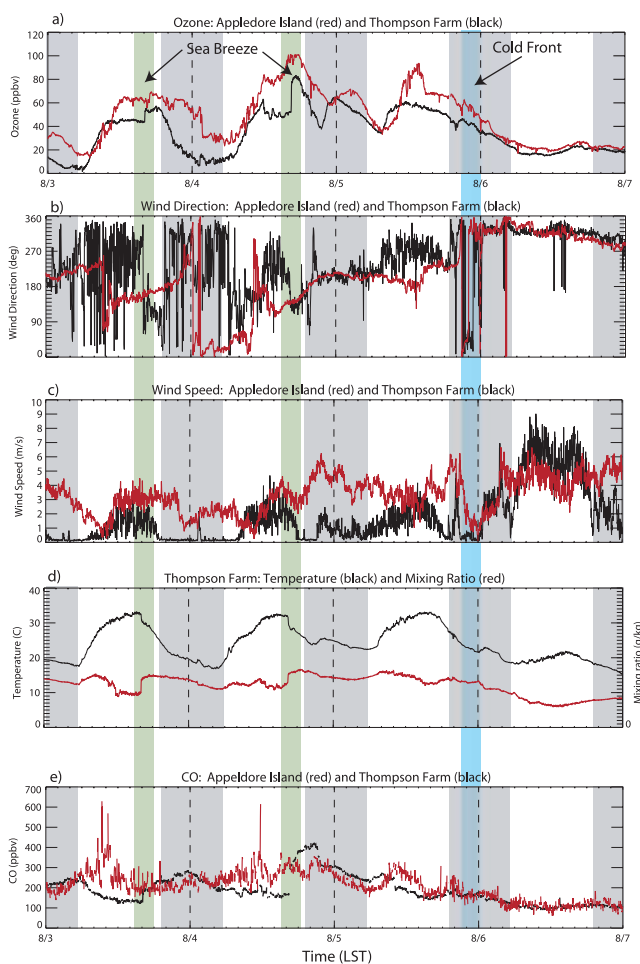 a) Ozone: Appledore Island (red) and Thompson Farm (black)
120
100
80
60
40
20
0
Ozone (ppbv)
Sea Breeze
Cold Front
8/3 8/4 8/5 8/6 8/7
b) Wind Direction: Appledore Island (red) and Thompson Farm (black)
360
270
180
90
0
Wind Direction (deg)
c) Wind Speed: Appledore Island (red) and Thompson Farm (black)
10
9
8
7
6
5
4
3
2
1
0
Wind Speed (m/s)
d) Thompson Farm: Temperature (black) and Mixing Ratio (red)
40
30
20
10
0
Temperature (C)
0
Mixing ratio (g/kg)
e) CO: Appeldore Island (red) and Thompson Farm (black)
700
600
500
400
300
200
100
0
CO (ppbv)
8/3 8/4 8/5 8/6 8/7
Time (LST)